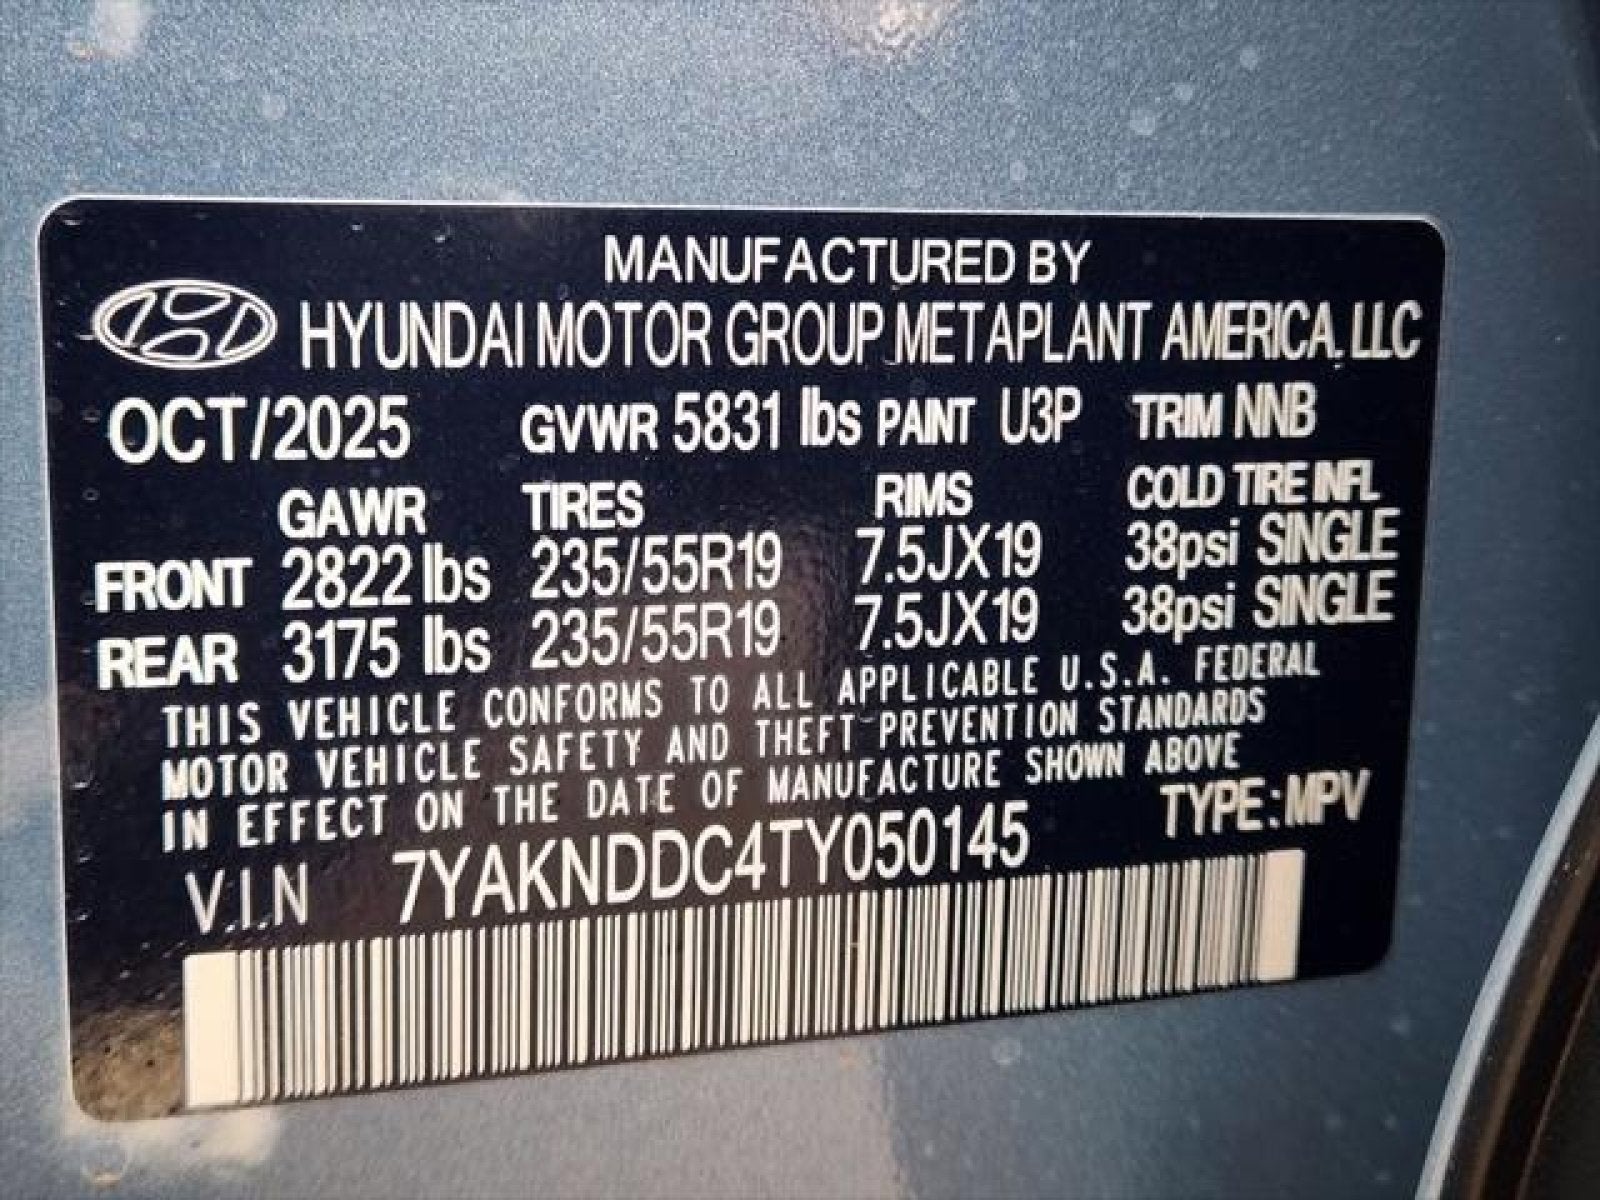 MANUFACTURED BY
HYUNDAI MOTOR GROUP METAPLANT AMERICA, LLC
OCT/2025 GVWR 5831 lbs PAINT U3P TRIM NNB
GAWR TIRES RIMS COLD TIRE INFL
FRONT 2822 lbs 235/55R19 7.5JX19 38psi SINGLE
REAR 3175 lbs 235/55R19 7.5JX19 38psi SINGLE
THIS VEHICLE CONFORMS TO ALL APPLICABLE U.S.A. FEDERAL
MOTOR VEHICLE SAFETY AND THEFT PREVENTION STANDARDS
IN EFFECT ON THE DATE OF MANUFACTURE SHOWN ABOVE
V.I.N 7YAKNDDC4TY050145 TYPE:MPV